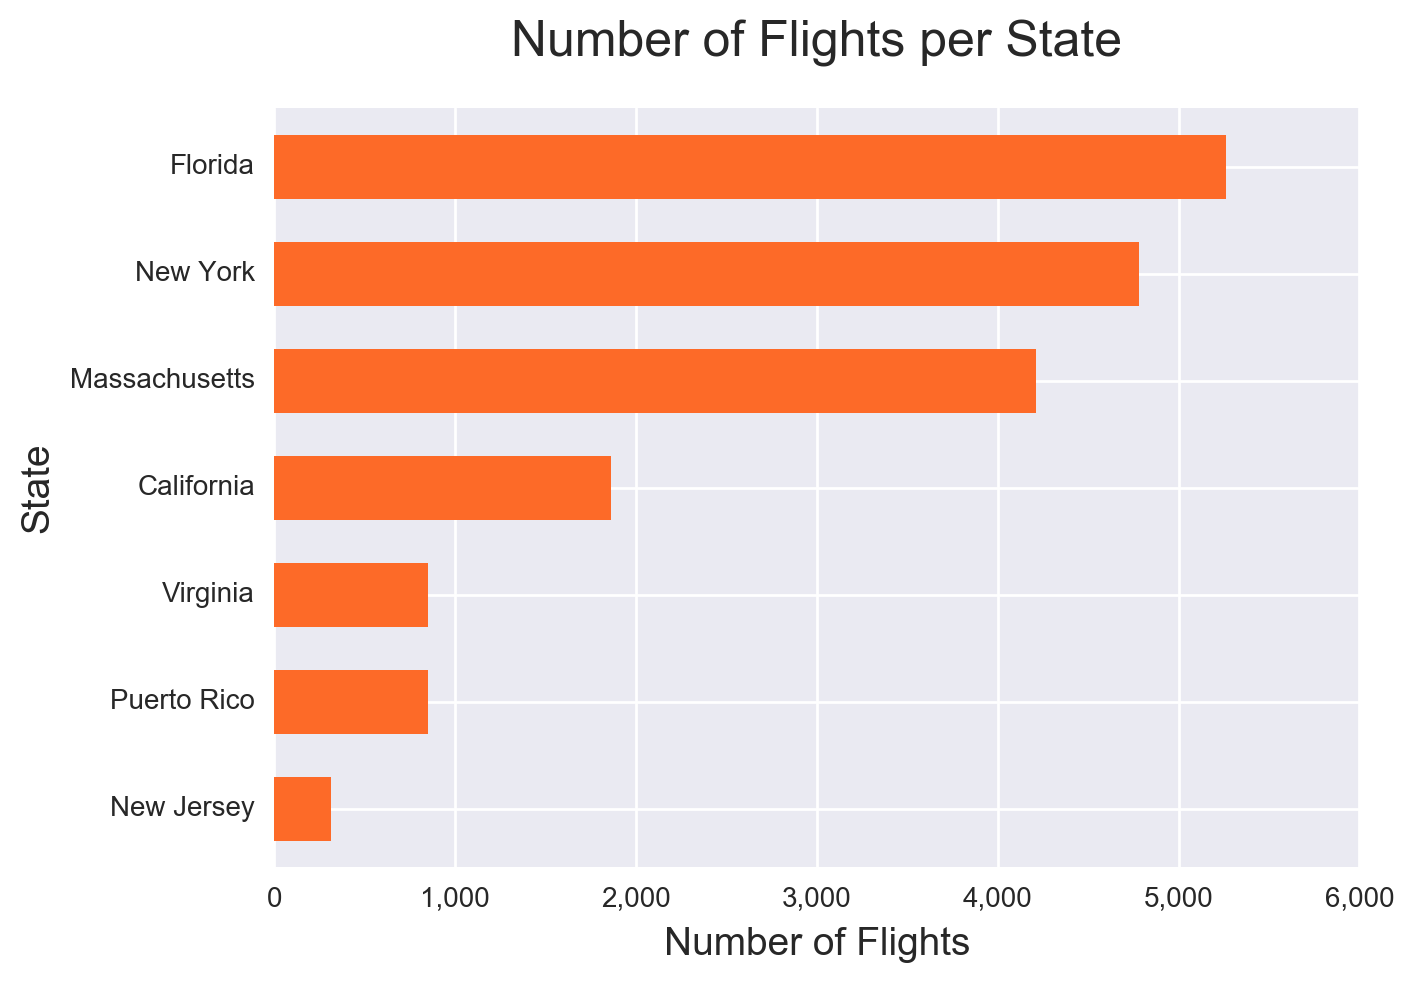 Number of Flights per State
Florida
New York
Massachusetts
California
Virginia
Puerto Rico
New Jersey
State
0 1,000 2,000 3,000 4,000 5,000 6,000
Number of Flights